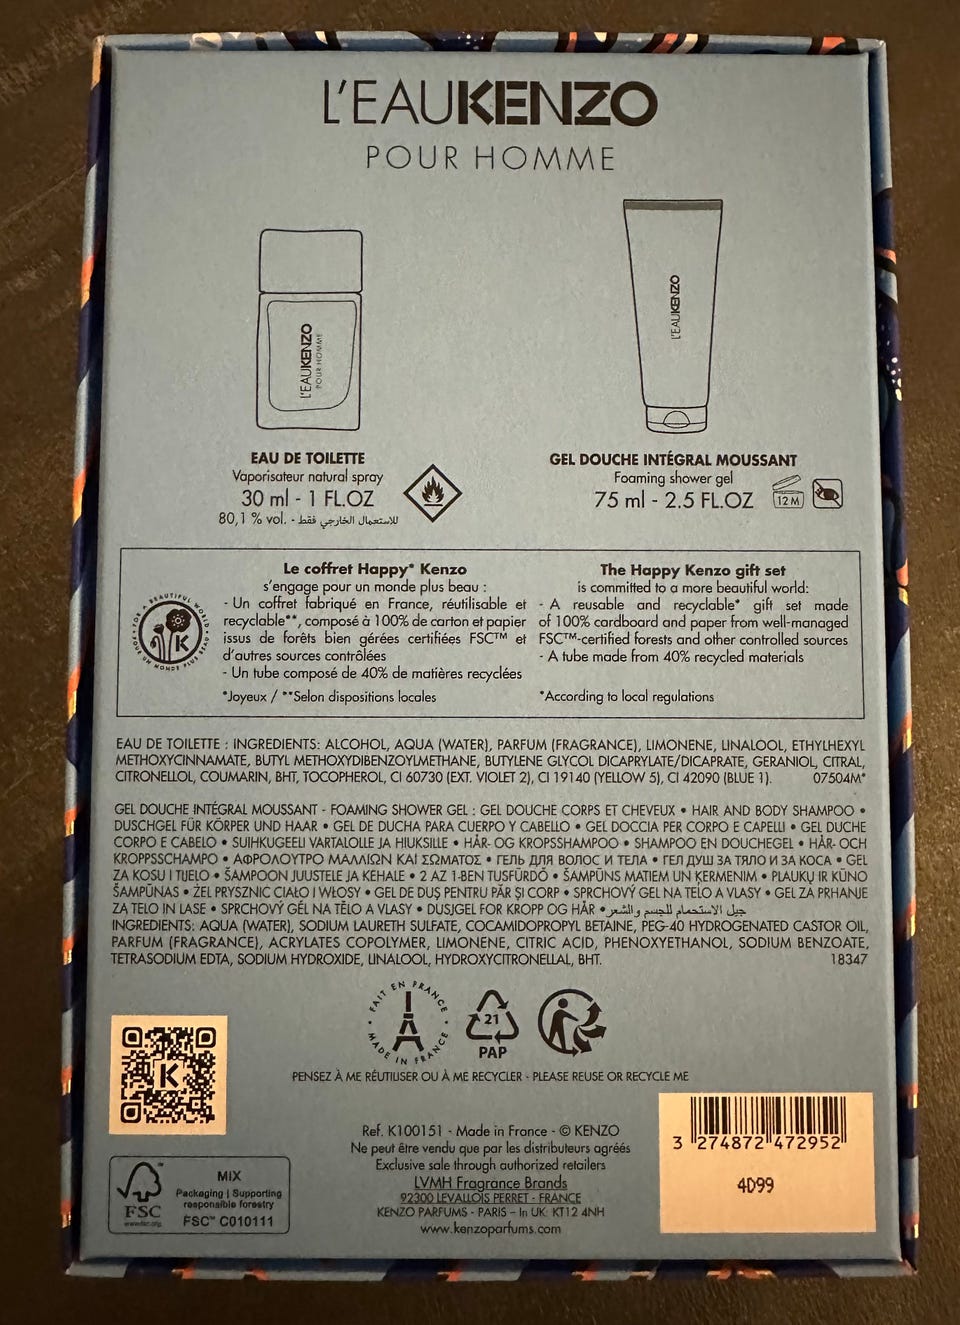 L'EAUKENZO
POUR HOMME
L'EAUKENZO
POUR HOMME
L'EAUKENZO
EAU DE TOILETTE
Vaporisateur natural spray
30 ml - 1 FL.OZ
80,1 % vol. - للاستعمال الخارجي فقط
GEL DOUCHE INTÉGRAL MOUSSANT
Foaming shower gel
75 ml - 2.5 FL.OZ
12 M
FOR A BEAUTIFUL WORLD
POUR UN MONDE PLUS BEAU
K
Le coffret Happy* Kenzo
s'engage pour un monde plus beau :
- Un coffret fabriqué en France, réutilisable et
recyclable**, composé à 100% de carton et papier
issus de forêts bien gérées certifiées FSC™ et
d'autres sources contrôlées
- Un tube composé de 40% de matières recyclées
*Joyeux / **Selon dispositions locales
The Happy Kenzo gift set
is committed to a more beautiful world:
- A reusable and recyclable* gift set made
of 100% cardboard and paper from well-managed
FSC™-certified forests and other controlled sources
- A tube made from 40% recycled materials
*According to local regulations
EAU DE TOILETTE : INGREDIENTS: ALCOHOL, AQUA (WATER), PARFUM (FRAGRANCE), LIMONENE, LINALOOL, ETHYLHEXYL
METHOXYCINNAMATE, BUTYL METHOXYDIBENZOYLMETHANE, BUTYLENE GLYCOL DICAPRYLATE/DICAPRATE, GERANIOL, CITRAL,
CITRONELLOL, COUMARIN, BHT, TOCOPHEROL, CI 60730 (EXT. VIOLET 2), CI 19140 (YELLOW 5), CI 42090 (BLUE 1). 07504M*
GEL DOUCHE INTÉGRAL MOUSSANT - FOAMING SHOWER GEL : GEL DOUCHE CORPS ET CHEVEUX • HAIR AND BODY SHAMPOO •
DUSCHGEL FÜR KÖRPER UND HAAR • GEL DE DUCHA PARA CUERPO Y CABELLO • GEL DOCCIA PER CORPO E CAPELLI • GEL DUCHE
CORPO E CABELO • SUIHKUGEELI VARTALOLLE JA HIUKSILLE • HÅR- OG KROPSSHAMPOO • SHAMPOO EN DOUCHEGEL • HÅR- OCH
KROPPSSCHAMPO • ΑΦΡΟΛΟΥΤΡΟ ΜΑΛΛΙΩΝ ΚΑΙ ΣΩΜΑΤΟΣ • ГЕЛЬ ДЛЯ ВОЛОС И ТЕЛА • ГЕЛ ДУШ ЗА ТЯЛО И ЗА КОСА • GEL
ZA KOSU I TIJELO • ŠAMPOON JUUSTELE JA KEHALE • 2 AZ 1-BEN TUSFÜRDŐ • ŠAMPŪNS MATIEM UN ĶERMENIM • PLAUKŲ IR KŪNO
ŠAMPŪNAS • ŻEL PRYSZNIC CIAŁO I WŁOSY • GEL DE DUŞ PENTRU PĂR ŞI CORP • SPRCHOVÝ GEL NA TELO A VLASY • GEL ZA PRHANJE
ZA TELO IN LASE • SPRCHOVÝ GÉL NA TĚLO A VLASY • DUSJGEL FOR KROPP OG HÅR • جيل الاستحمام للجسم والشعر
INGREDIENTS: AQUA (WATER), SODIUM LAURETH SULFATE, COCAMIDOPROPYL BETAINE, PEG-40 HYDROGENATED CASTOR OIL,
PARFUM (FRAGRANCE), ACRYLATES COPOLYMER, LIMONENE, CITRIC ACID, PHENOXYETHANOL, SODIUM BENZOATE,
TETRASODIUM EDTA, SODIUM HYDROXIDE, LINALOOL, HYDROXYCITRONELLAL, BHT. 18347
FAIT EN FRANCE
MADE IN FRANCE
21
PAP
PENSEZ À ME RÉUTILISER OU À ME RECYCLER - PLEASE REUSE OR RECYCLE ME
K
FSC
www.fsc.org
MIX
Packaging | Supporting
responsible forestry
FSC™ C010111
Ref. K100151 - Made in France - © KENZO
Ne peut être vendu que par les distributeurs agréés
Exclusive sale through authorized retailers
LVMH Fragrance Brands
92300 LEVALLOIS PERRET - FRANCE
KENZO PARFUMS - PARIS – In UK: KT12 4NH
www.kenzoparfums.com
3 274872 472952
4D99